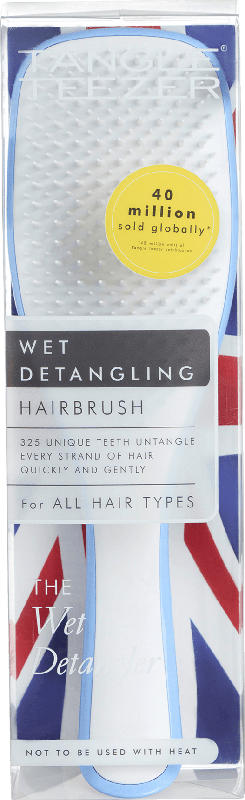 TANGLE
TEEZER®
40
million
sold globally*
WET
DETANGLING
HAIRBRUSH
325 UNIQUE TEETH UNTANGLE
EVERY STRAND OF HAIR
QUICKLY AND GENTLY
For ALL HAIR TYPES
THE
Wet
Detangler
NOT TO BE USED WITH HEAT